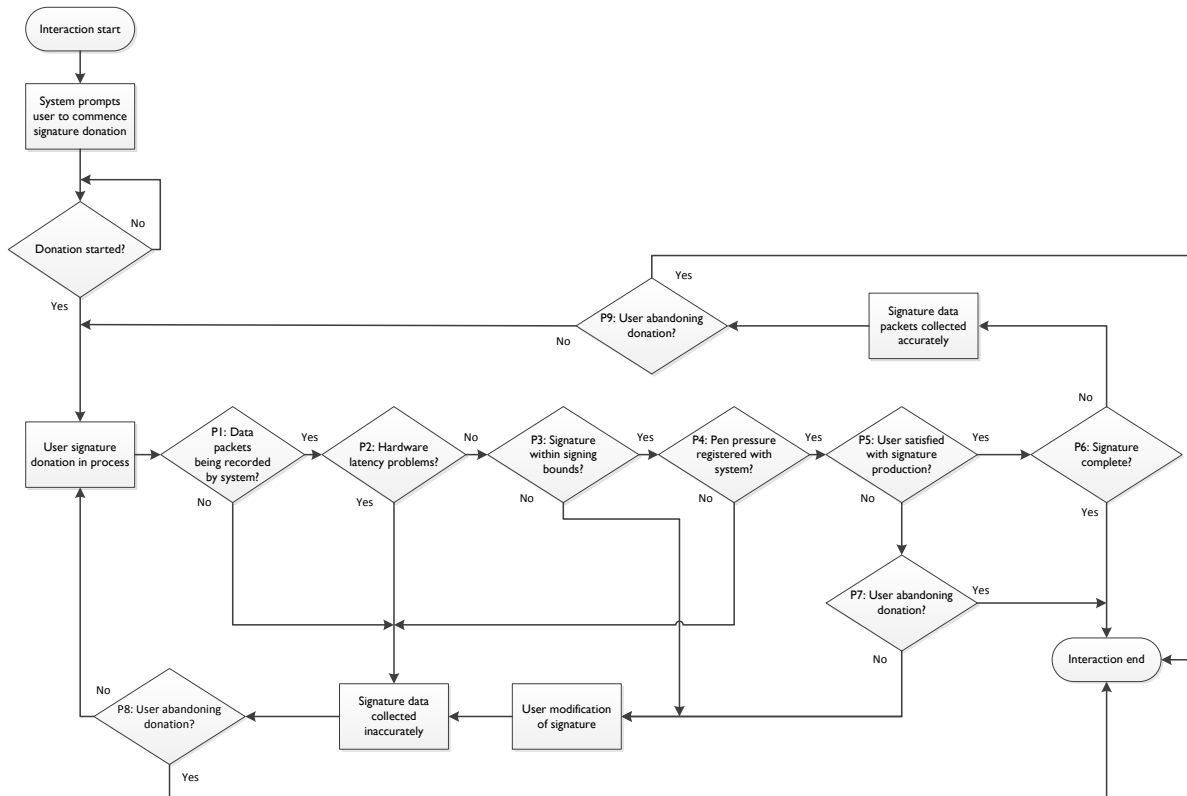 Interaction start
System prompts
user to commence
signature donation
No
Donation started?
Yes
Yes
P9: User abandoning
donation?
No
Signature data
packets collected
accurately
No
User signature
donation in process
P1: Data
packets
being recorded
by system?
Yes
No
P2: Hardware
latency problems?
No
Yes
P3: Signature
within signing
bounds?
Yes
No
P4: Pen pressure
registered with
system?
Yes
No
P5: User satisfied
with signature
production?
Yes
No
P6: Signature
complete?
Yes
P7: User abandoning
donation?
Yes
No
Interaction end
No
P8: User abandoning
donation?
Yes
Signature data
collected
inaccurately
User modification
of signature